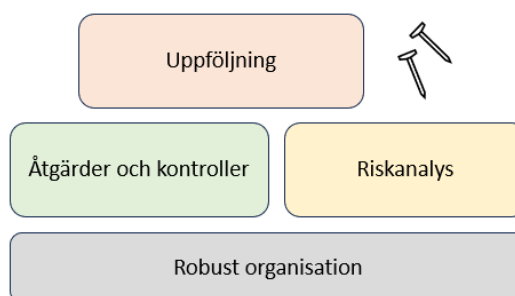 Uppföljning
Åtgärder och kontroller
Riskanalys
Robust organisation